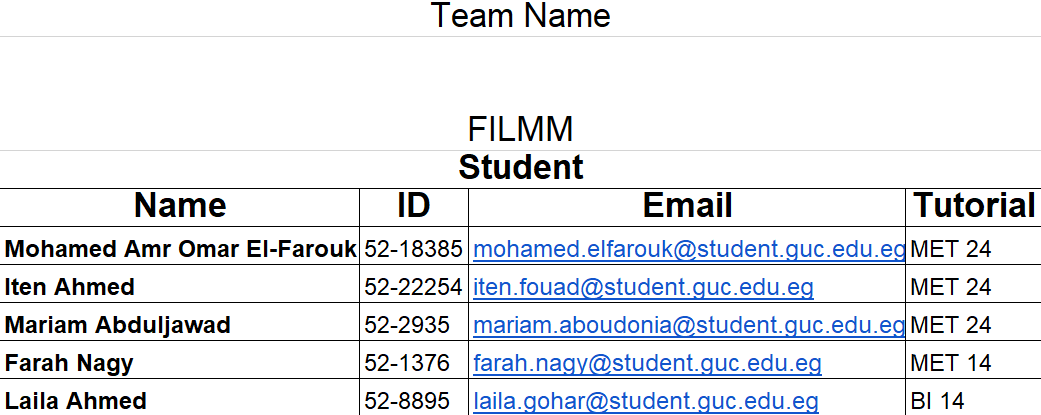 Team Name
FILMM
Student
Name ID Email Tutorial
Mohamed Amr Omar El-Farouk 52-18385 mohamed.elfarouk@student.guc.edu.eg MET 24
Iten Ahmed 52-22254 iten.fouad@student.guc.edu.eg MET 24
Mariam Abduljawad 52-2935 mariam.aboudonia@student.guc.edu.eg MET 24
Farah Nagy 52-1376 farah.nagy@student.guc.edu.eg MET 14
Laila Ahmed 52-8895 laila.gohar@student.guc.edu.eg BI 14